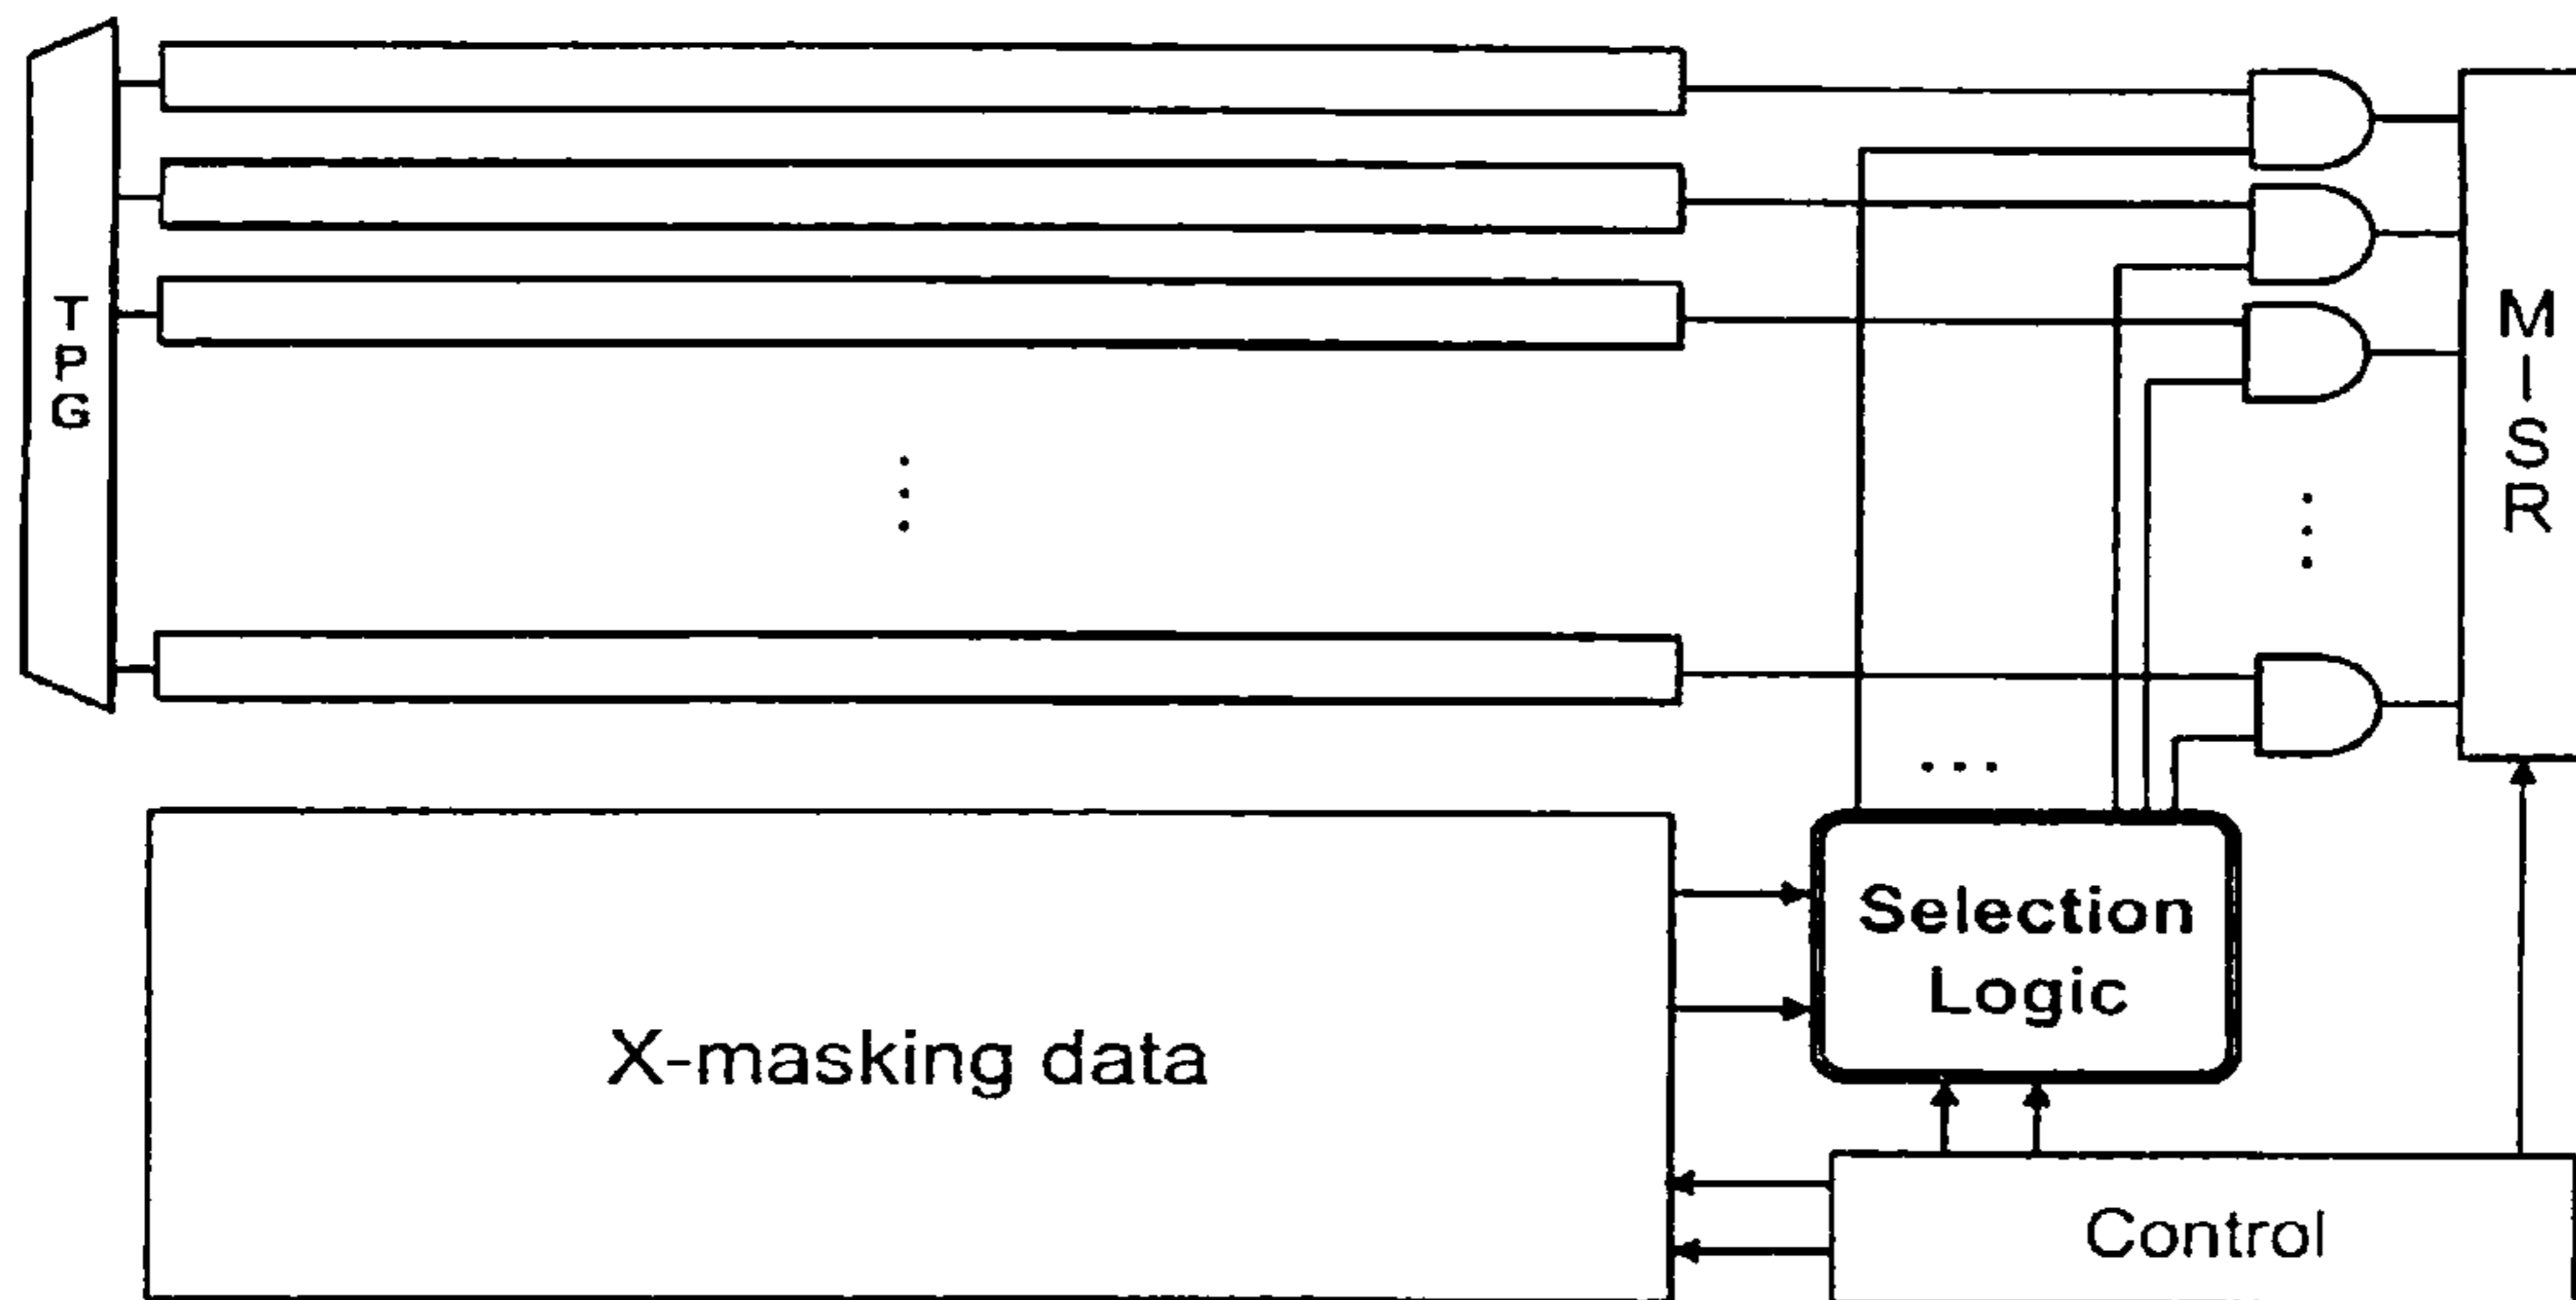 TPG
MISR
Selection
Logic
X-masking data
Control